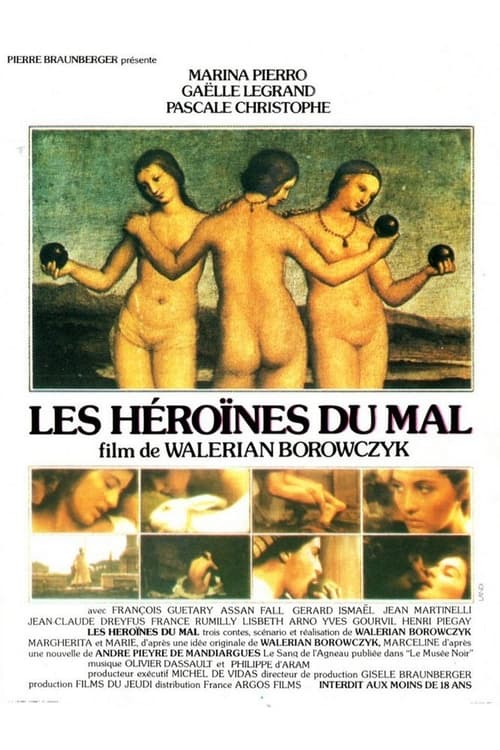 PIERRE BRAUNBERGER présente
MARINA PIERRO
GAËLLE LEGRAND
PASCALE CHRISTOPHE
LES HÉROÏNES DU MAL
film de WALERIAN BOROWCZYK
LANDI
avec FRANÇOIS GUETARY ASSAN FALL GERARD ISMAËL JEAN MARTINELLI
JEAN-CLAUDE DREYFUS FRANCE RUMILLY LISBETH ARNO YVES GOURVIL HENRI PIEGAY
LES HEROÏNES DU MAL trois contes, scénario et réalisation de WALERIAN BOROWCZYK
MARGHERITA et MARIE, d'après une idée originale de WALERIAN BOROWCZYK, MARCELINE d'après
une nouvelle de ANDRE PIEYRE DE MANDIARGUES Le Sang de l'Agneau publiée dans "Le Musée Noir"
musique OLIVIER DASSAULT et PHILIPPE D'ARAM
producteur exécutif MICHEL DE VIDAS directeur de production GISELE BRAUNBERGER
production FILMS DU JEUDI distribution France ARGOS FILMS INTERDIT AUX MOINS DE 18 ANS